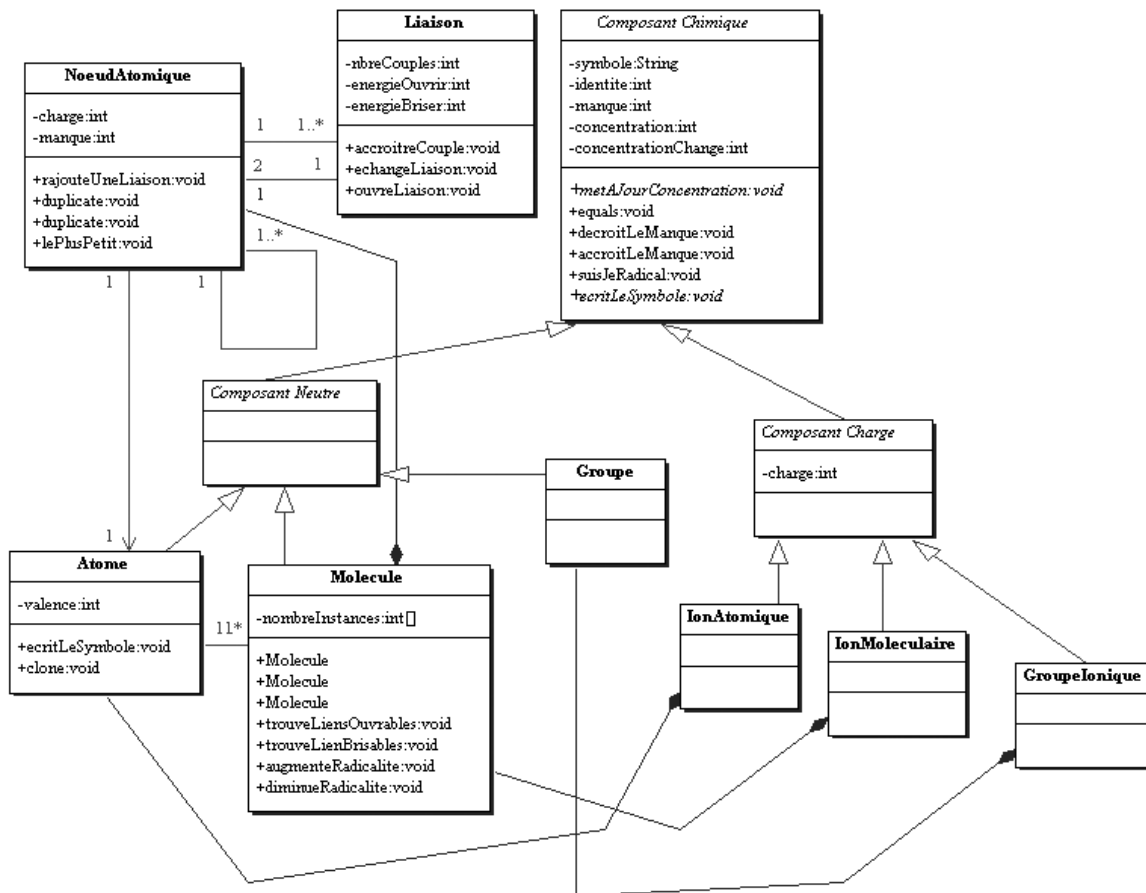 Liaison
-nbreCouples:int
-energieOuvrir:int
-energieBriser:int
+accroitreCouple:void
+echangeLiaison:void
+ouvreLiaison:void
Composant Chimique
-symbole:String
-identite:int
-manque:int
-concentration:int
-concentrationChange:int
+metAJourConcentration:void
+equals:void
+decroitLeManque:void
+accroitLeManque:void
+suisJeRadical:void
+ecritLeSymbole:void
NoeudAtomique
-charge:int
-manque:int
+rajouteUneLiaison:void
+duplicate:void
+duplicate:void
+lePlusPetit:void
1
1..*
2
1
1
1..*
1
1
1
Composant Neutre
Composant Charge
-charge:int
Groupe
Atome
-valence:int
+ecritLeSymbole:void
+clone:void
11*
Molecule
-nombreInstances:int[]
+Molecule
+Molecule
+Molecule
+trouveLiensOuvrables:void
+trouveLienBrisables:void
+augmenteRadicalite:void
+diminueRadicalite:void
IonAtomique
IonMoleculaire
GroupeIonique